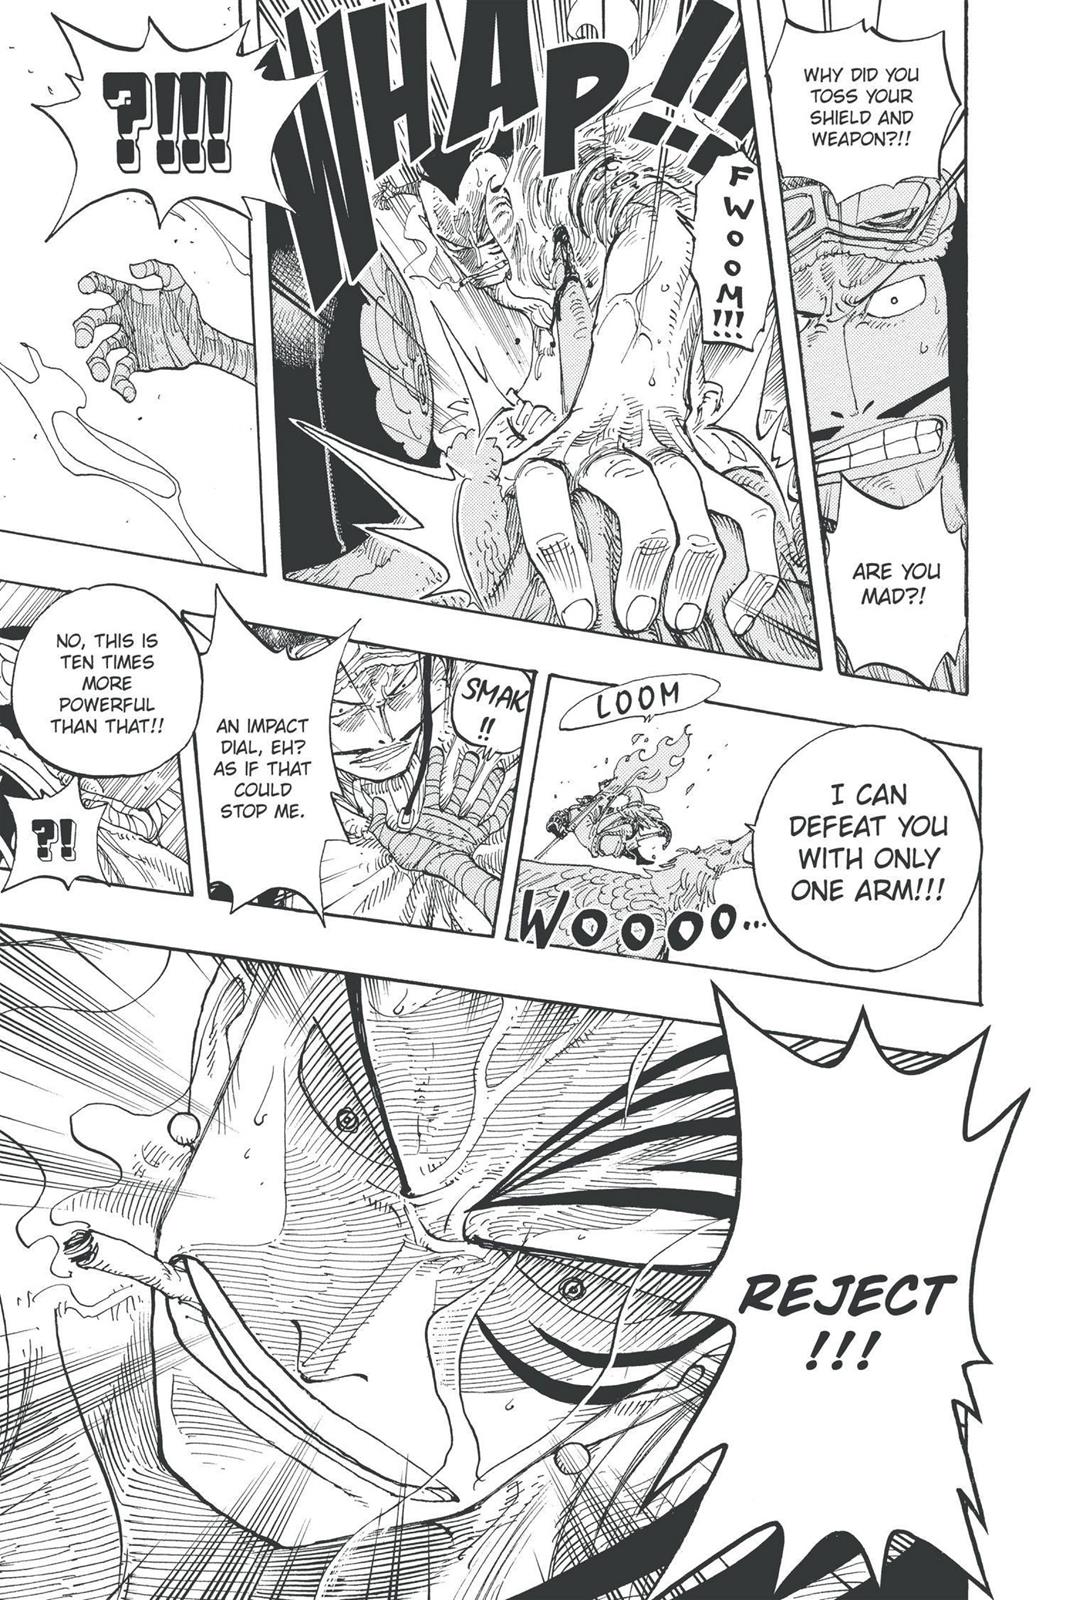 WHY DID YOU
TOSS YOUR
SHIELD AND
WEAPON?!!
ARE YOU
MAD?!
FWOOM!!!
WHAP!!!
?!!!!
I CAN
DEFEAT YOU
WITH ONLY
ONE ARM!!!
LOOM
WOOOO...
SMAK
!!
AN IMPACT
DIAL, EH?
AS IF THAT
COULD
STOP ME.
NO, THIS IS
TEN TIMES
MORE
POWERFUL
THAN THAT!!
?!
REJECT
!!!